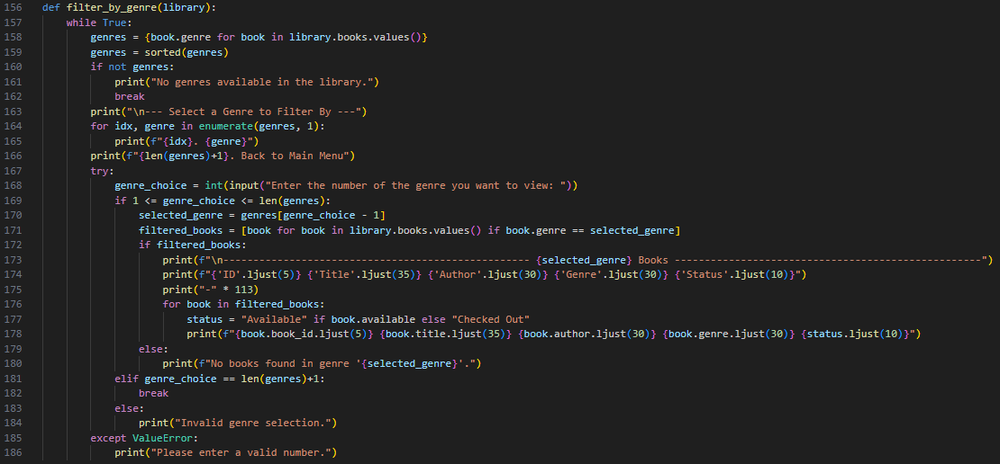 156 def filter_by_genre(library):
157     while True:
158         genres = {book.genre for book in library.books.values()}
159         genres = sorted(genres)
160         if not genres:
161             print("No genres available in the library.")
162             break
163         print("\n--- Select a Genre to Filter By ---")
164         for idx, genre in enumerate(genres, 1):
165             print(f"{idx}. {genre}")
166         print(f"{len(genres)+1}. Back to Main Menu")
167         try:
168             genre_choice = int(input("Enter the number of the genre you want to view: "))
169             if 1 <= genre_choice <= len(genres):
170                 selected_genre = genres[genre_choice - 1]
171                 filtered_books = [book for book in library.books.values() if book.genre == selected_genre]
172                 if filtered_books:
173                     print(f"\n--------------------------------------------------- {selected_genre} Books ---------------------------------------------------")
174                     print(f"{'ID'.ljust(5)} {'Title'.ljust(35)} {'Author'.ljust(30)} {'Genre'.ljust(30)} {'Status'.ljust(10)}")
175                     print("-" * 113)
176                     for book in filtered_books:
177                         status = "Available" if book.available else "Checked Out"
178                         print(f"{book.book_id.ljust(5)} {book.title.ljust(35)} {book.author.ljust(30)} {book.genre.ljust(30)} {status.ljust(10)}")
179                 else:
180                     print(f"No books found in genre '{selected_genre}'.")
181             elif genre_choice == len(genres)+1:
182                 break
183             else:
184                 print("Invalid genre selection.")
185         except ValueError:
186             print("Please enter a valid number.")